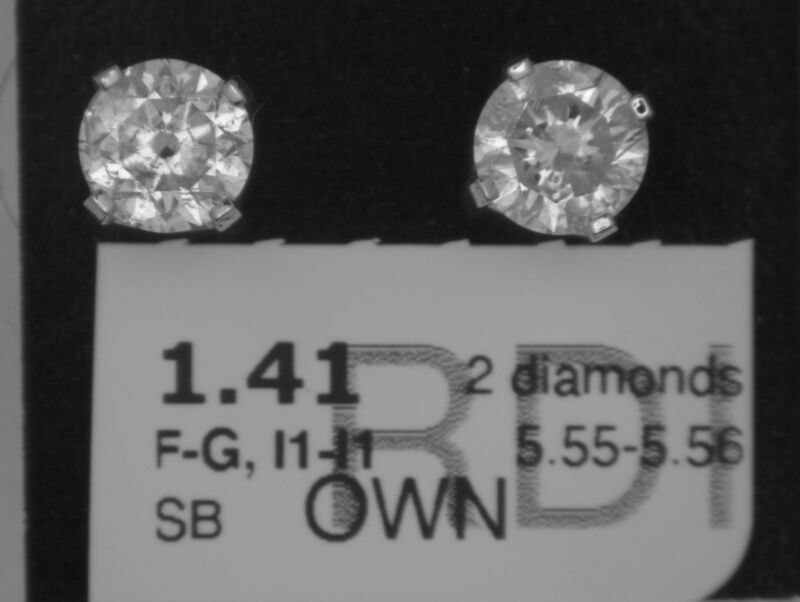 1.41 2 diamonds
F-G, I1-I1 5.55-5.56
SB OWN
RDI